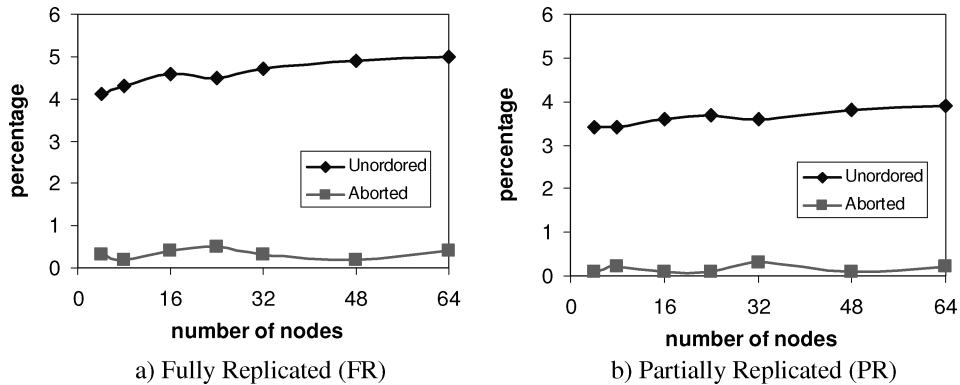 6
5
4
3
2
1
0
percentage
Unordored
Aborted
0 16 32 48 64
number of nodes
a) Fully Replicated (FR)
6
5
4
3
2
1
0
percentage
Unordored
Aborted
0 16 32 48 64
number of nodes
b) Partially Replicated (PR)